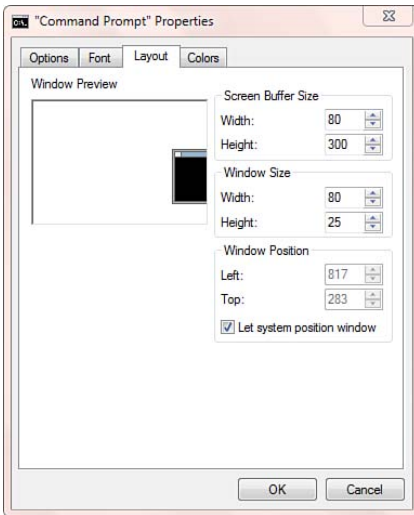 C:\. "Command Prompt" Properties
Options Font Layout Colors
Window Preview
Screen Buffer Size
Width: 80
Height: 300
Window Size
Width: 80
Height: 25
Window Position
Left: 817
Top: 283
Let system position window
OK Cancel